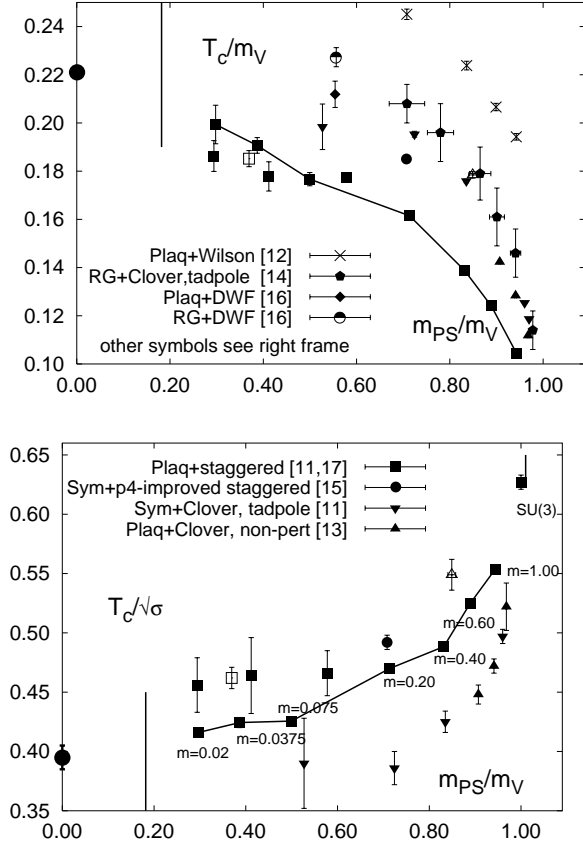 0.24
0.22
0.20
0.18
0.16
0.14
0.12
0.10
T_c/m_V
Plaq+Wilson [12]
RG+Clover,tadpole [14]
Plaq+DWF [16]
RG+DWF [16]
other symbols see right frame
m_PS/m_V
0.00 0.20 0.40 0.60 0.80 1.00
0.65
0.60
0.55
0.50
0.45
0.40
0.35
Plaq+staggered [11,17]
Sym+p4-improved staggered [15]
Sym+Clover, tadpole [11]
Plaq+Clover, non-pert [13]
SU(3)
T_c/√σ
m=1.00
m=0.60
m=0.40
m=0.20
m=0.075
m=0.0375
m=0.02
m_PS/m_V
0.00 0.20 0.40 0.60 0.80 1.00